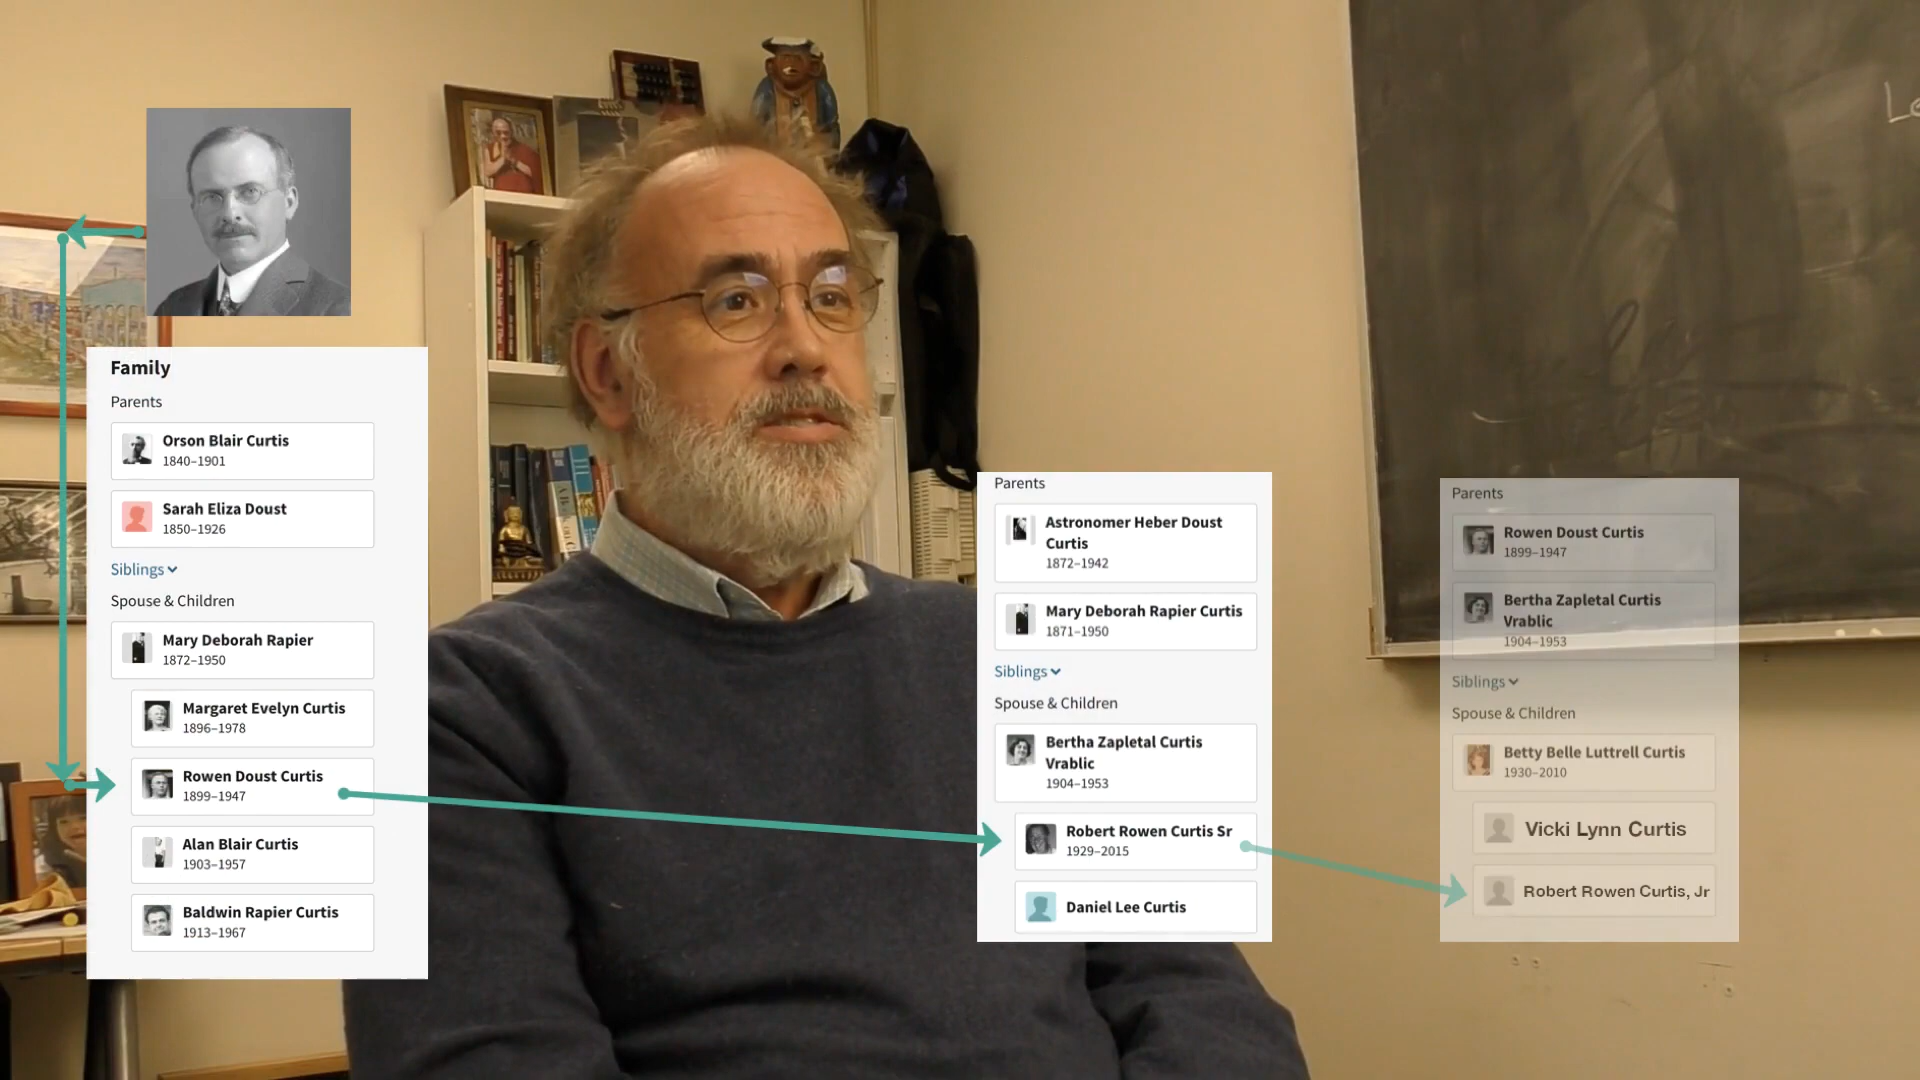 Family
Parents
Orson Blair Curtis
1840–1901
Sarah Eliza Doust
1850–1926
Siblings
Spouse & Children
Mary Deborah Rapier
1872–1950
Margaret Evelyn Curtis
1896–1978
Rowen Doust Curtis
1899–1947
Alan Blair Curtis
1903–1957
Baldwin Rapier Curtis
1913–1967
Parents
Astronomer Heber Doust
Curtis
1872–1942
Mary Deborah Rapier Curtis
1871–1950
Siblings
Spouse & Children
Bertha Zapletal Curtis
Vrablic
1904–1953
Robert Rowen Curtis Sr
1929–2015
Daniel Lee Curtis
Parents
Rowen Doust Curtis
1899–1947
Bertha Zapletal Curtis
Vrablic
1904–1953
Siblings
Spouse & Children
Betty Belle Luttrell Curtis
1930–2010
Vicki Lynn Curtis
Robert Rowen Curtis, Jr